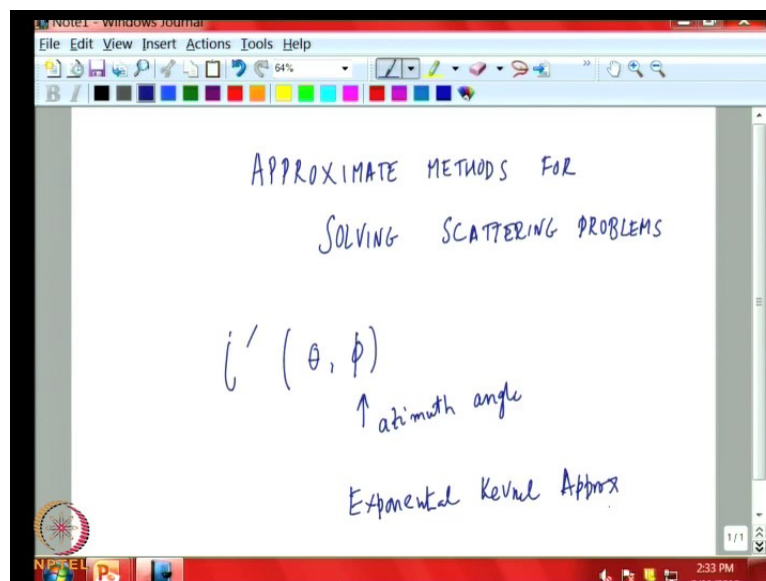 Note1 - Windows Journal
File Edit View Insert Actions Tools Help
64%
B I
APPROXIMATE METHODS FOR
SOLVING SCATTERING PROBLEMS
i′ (θ, φ)
↑ azimuth angle
Exponental Kernel Approx
1/1
NPTEL
2:33 PM